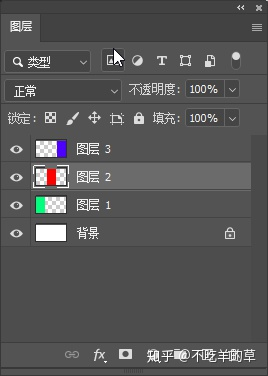 图层
类型
正常 不透明度: 100%
锁定: 填充: 100%
图层 3
图层 2
图层 1
背景
fx
知乎 @不吃羊的草